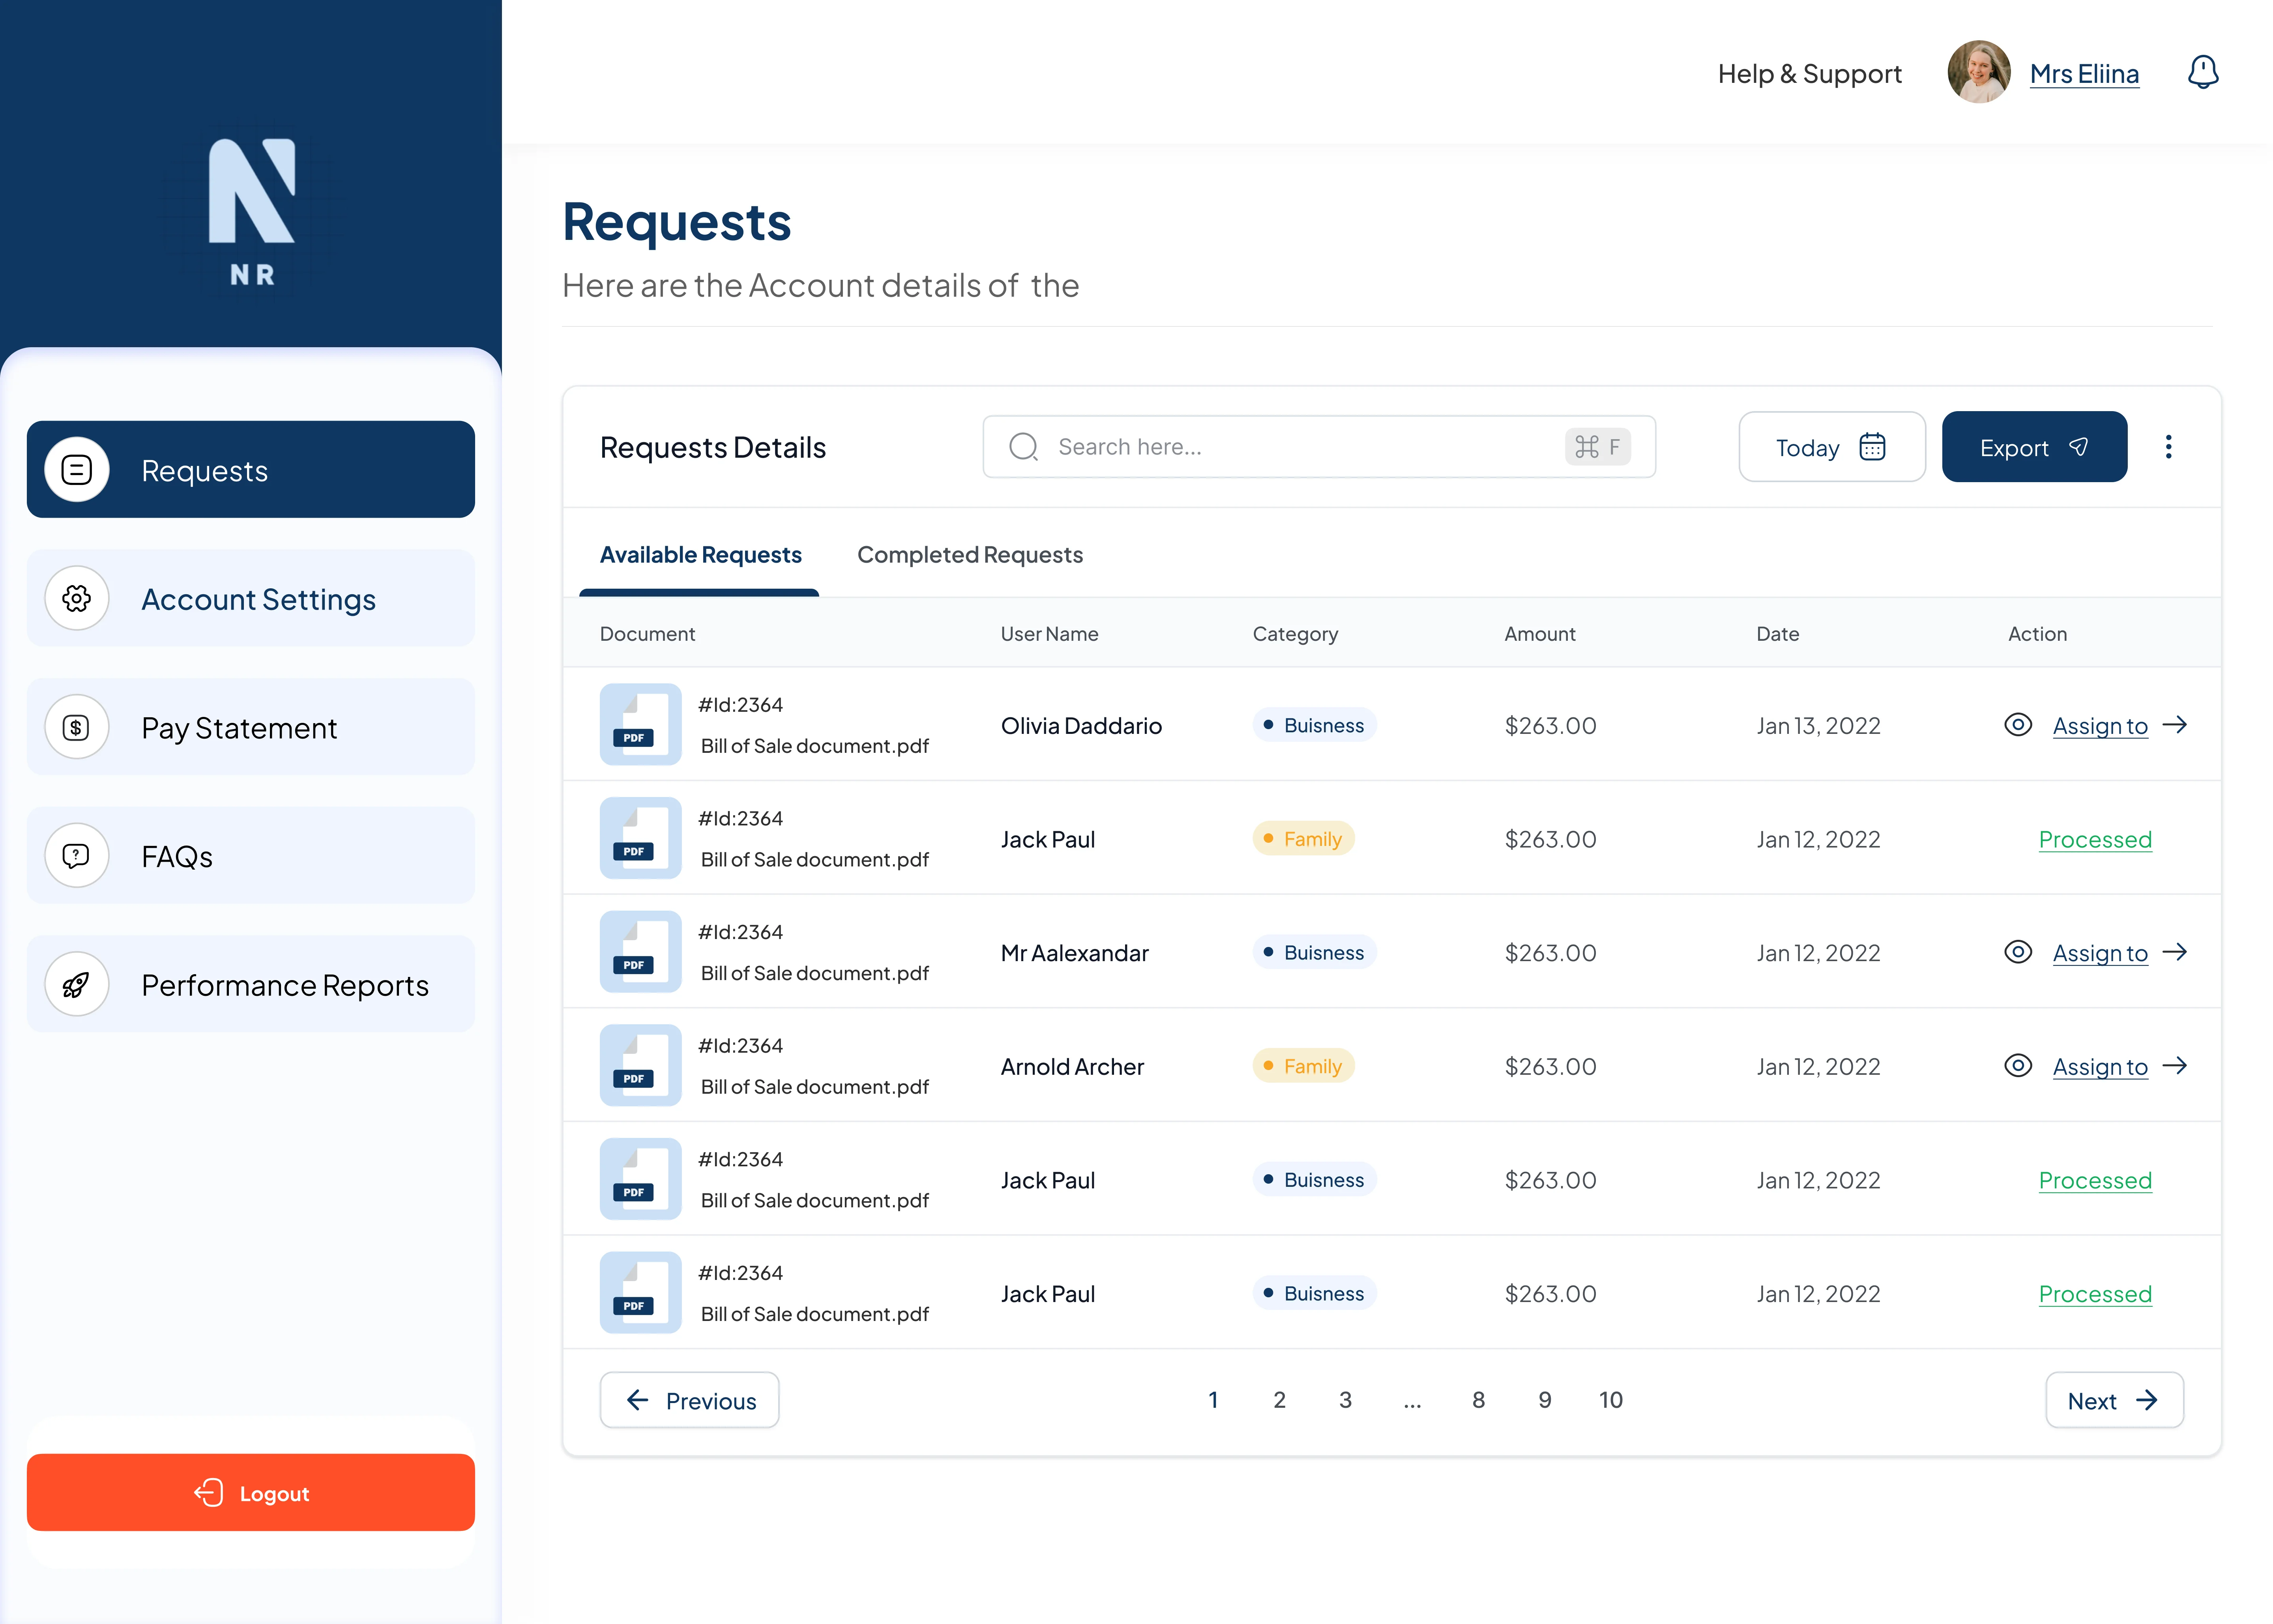 Help & Support
Mrs Eliina
N R
Requests
Account Settings
Pay Statement
FAQs
Performance Reports
Logout
Requests
Here are the Account details of the
Requests Details
Search here...
⌘ F
Today
Export
Available Requests
Completed Requests
Document User Name Category Amount Date Action
#Id:2364
Bill of Sale document.pdf
PDF
Olivia Daddario Buisness $263.00 Jan 13, 2022 Assign to
#Id:2364
Bill of Sale document.pdf
PDF
Jack Paul Family $263.00 Jan 12, 2022 Processed
#Id:2364
Bill of Sale document.pdf
PDF
Mr Aalexandar Buisness $263.00 Jan 12, 2022 Assign to
#Id:2364
Bill of Sale document.pdf
PDF
Arnold Archer Family $263.00 Jan 12, 2022 Assign to
#Id:2364
Bill of Sale document.pdf
PDF
Jack Paul Buisness $263.00 Jan 12, 2022 Processed
#Id:2364
Bill of Sale document.pdf
PDF
Jack Paul Buisness $263.00 Jan 12, 2022 Processed
Previous
1 2 3 ... 8 9 10
Next